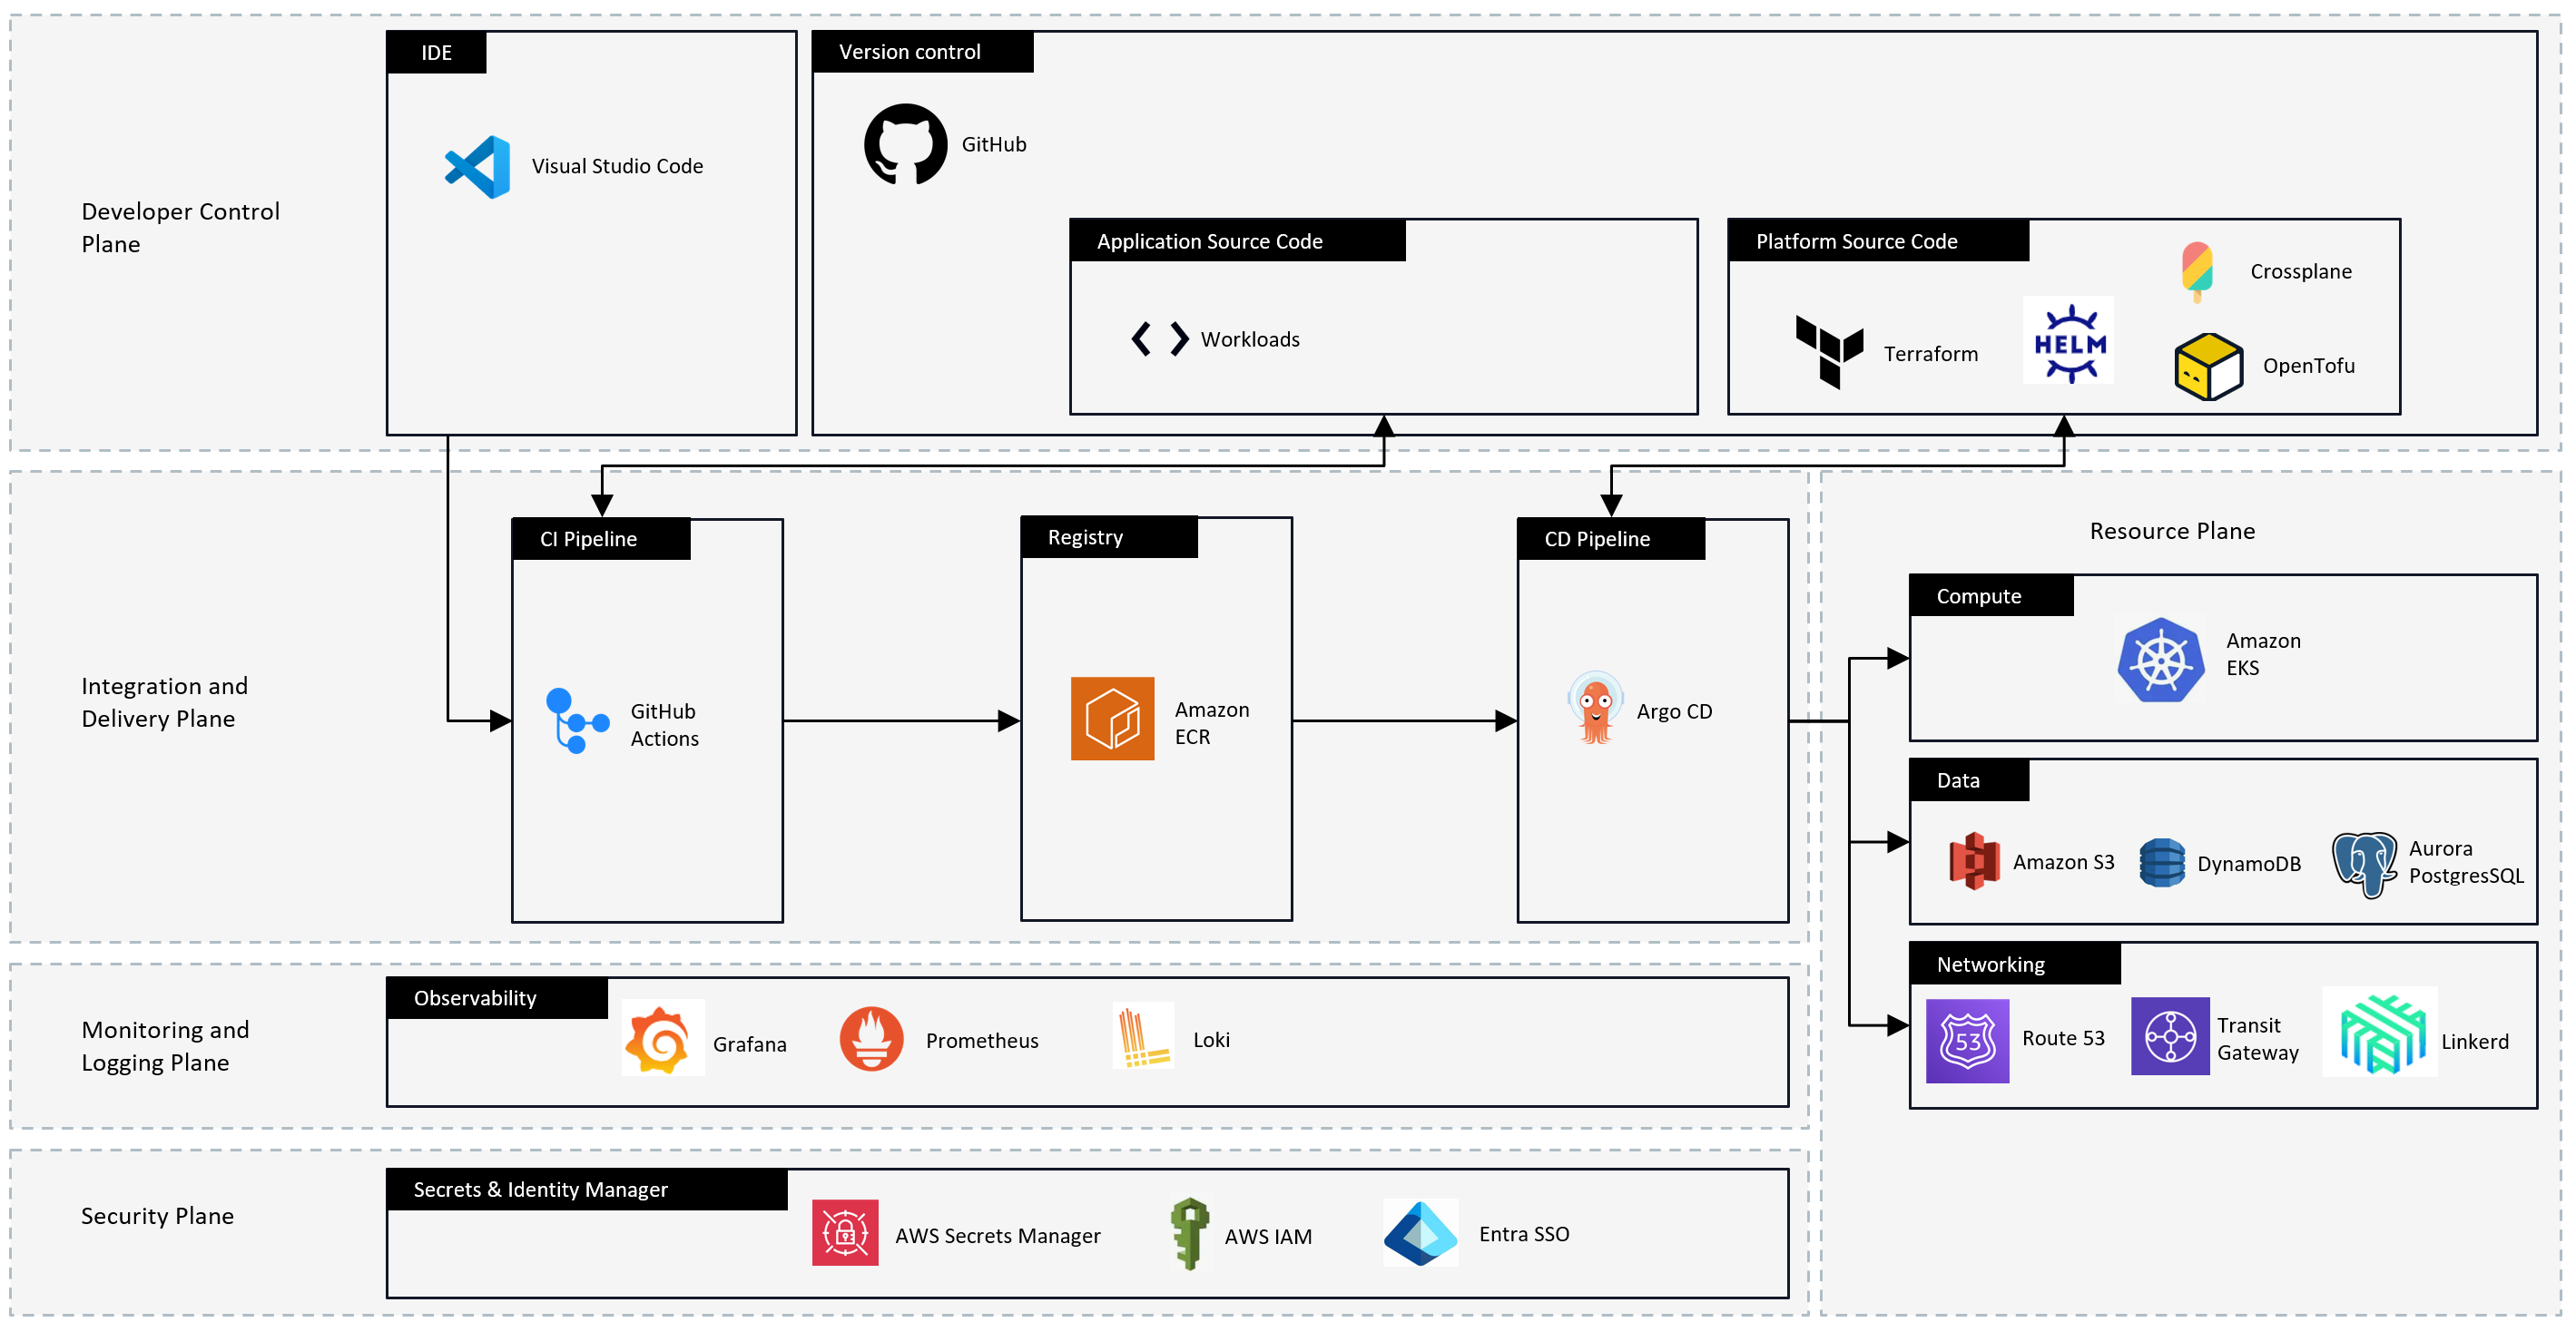 IDE
Version control
GitHub
Visual Studio Code
Developer Control
Plane
Application Source Code
Platform Source Code
Crossplane
Workloads
Terraform
HELM
OpenTofu
Integration and
Delivery Plane
CI Pipeline
GitHub
Actions
Registry
Amazon
ECR
CD Pipeline
Argo CD
Resource Plane
Compute
Amazon
EKS
Data
Amazon S3
DynamoDB
Aurora
PostgresSQL
Networking
53
Route 53
Transit
Gateway
Linkerd
Monitoring and
Logging Plane
Observability
Grafana
Prometheus
Loki
Security Plane
Secrets & Identity Manager
AWS Secrets Manager
AWS IAM
Entra SSO